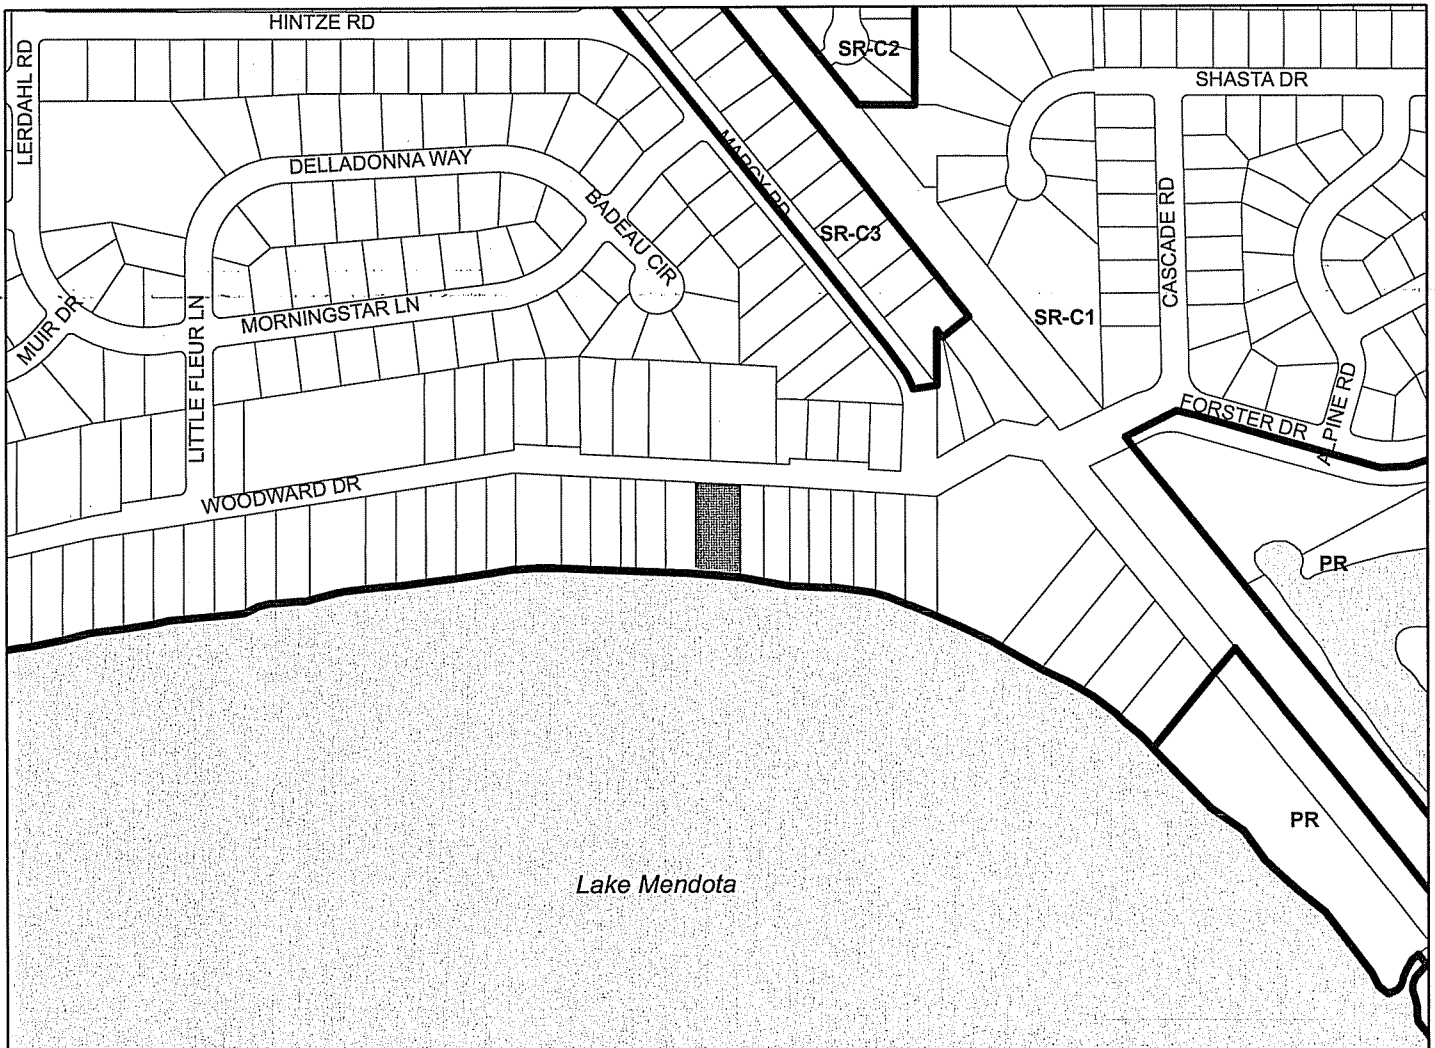 HINTZE RD
LERDAHL RD
SR-C2
SHASTA DR
DELLADONNA WAY
MARCY RD
BADEAU CIR
SR-C3
CASCADE RD
MUIR DR
LITTLE FLEUR LN
MORNINGSTAR LN
SR-C1
FORSTER DR
ALPINE RD
WOODWARD DR
PR
PR
Lake Mendota